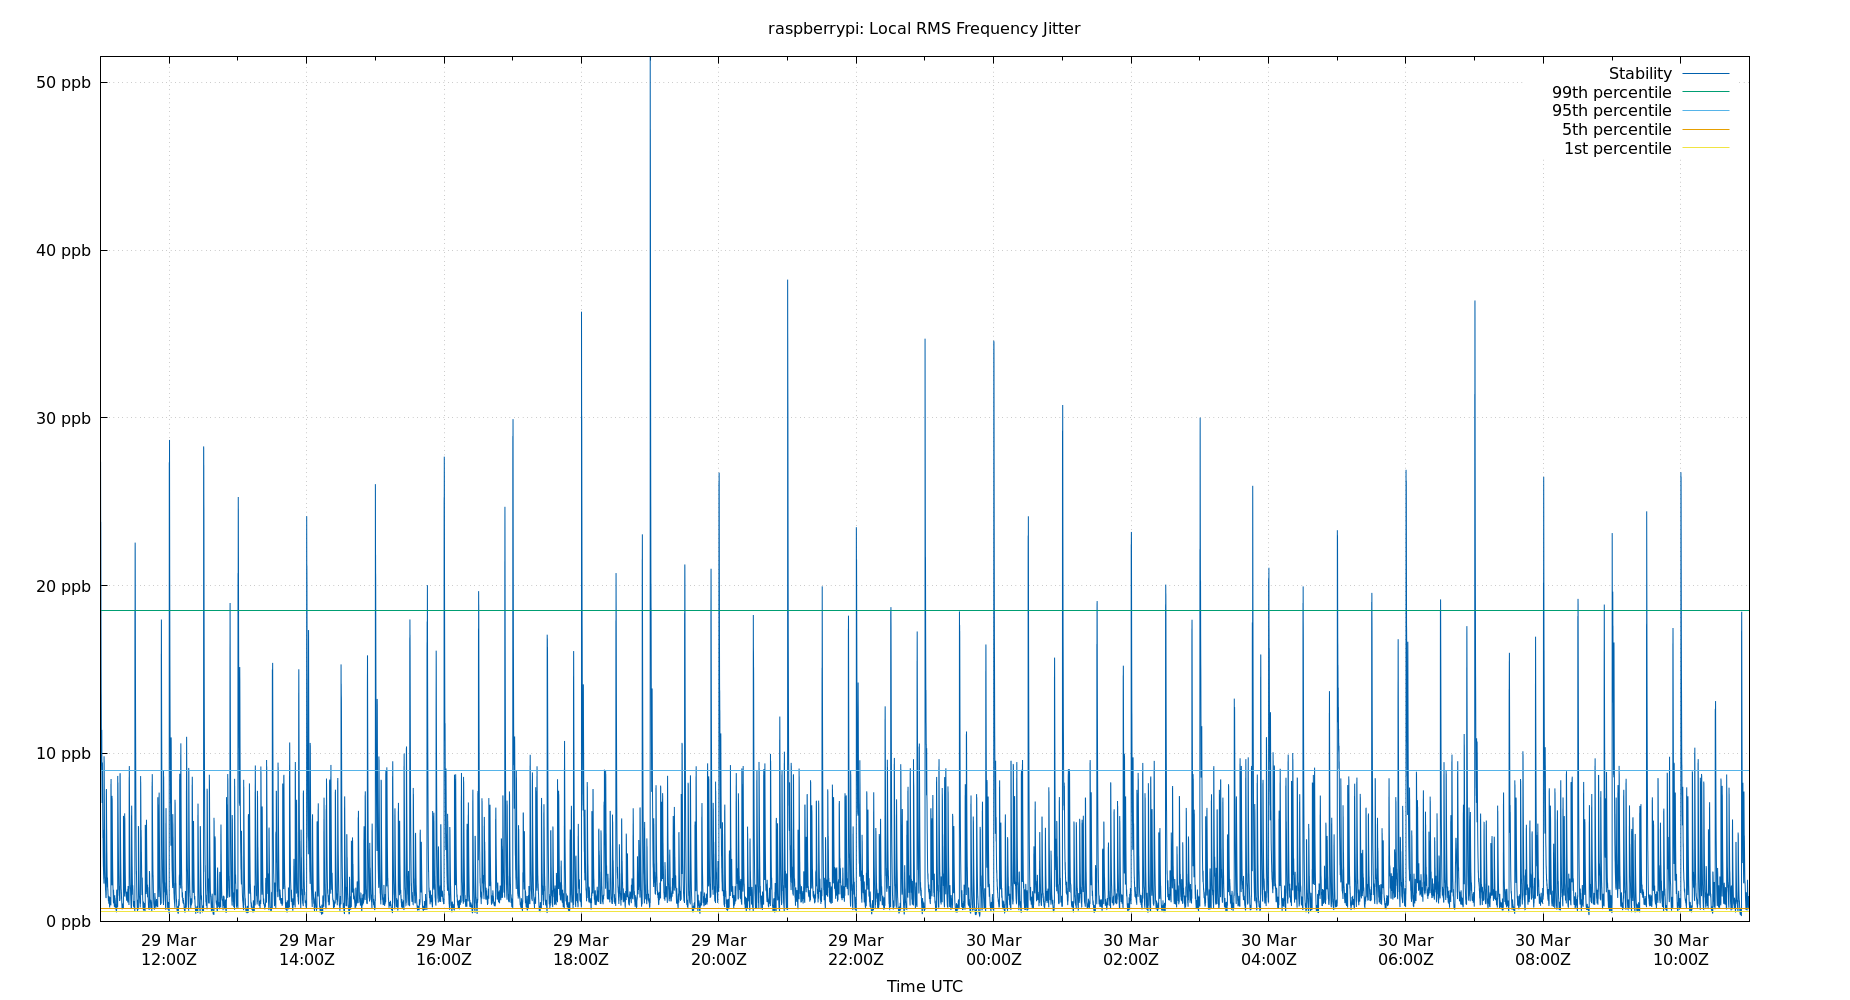 raspberrypi: Local RMS Frequency Jitter
50 ppb
40 ppb
30 ppb
20 ppb
10 ppb
0 ppb
Stability
99th percentile
95th percentile
5th percentile
1st percentile
29 Mar 29 Mar 29 Mar 29 Mar 29 Mar 29 Mar 30 Mar 30 Mar 30 Mar 30 Mar 30 Mar 30 Mar
12:00Z 14:00Z 16:00Z 18:00Z 20:00Z 22:00Z 00:00Z 02:00Z 04:00Z 06:00Z 08:00Z 10:00Z
Time UTC